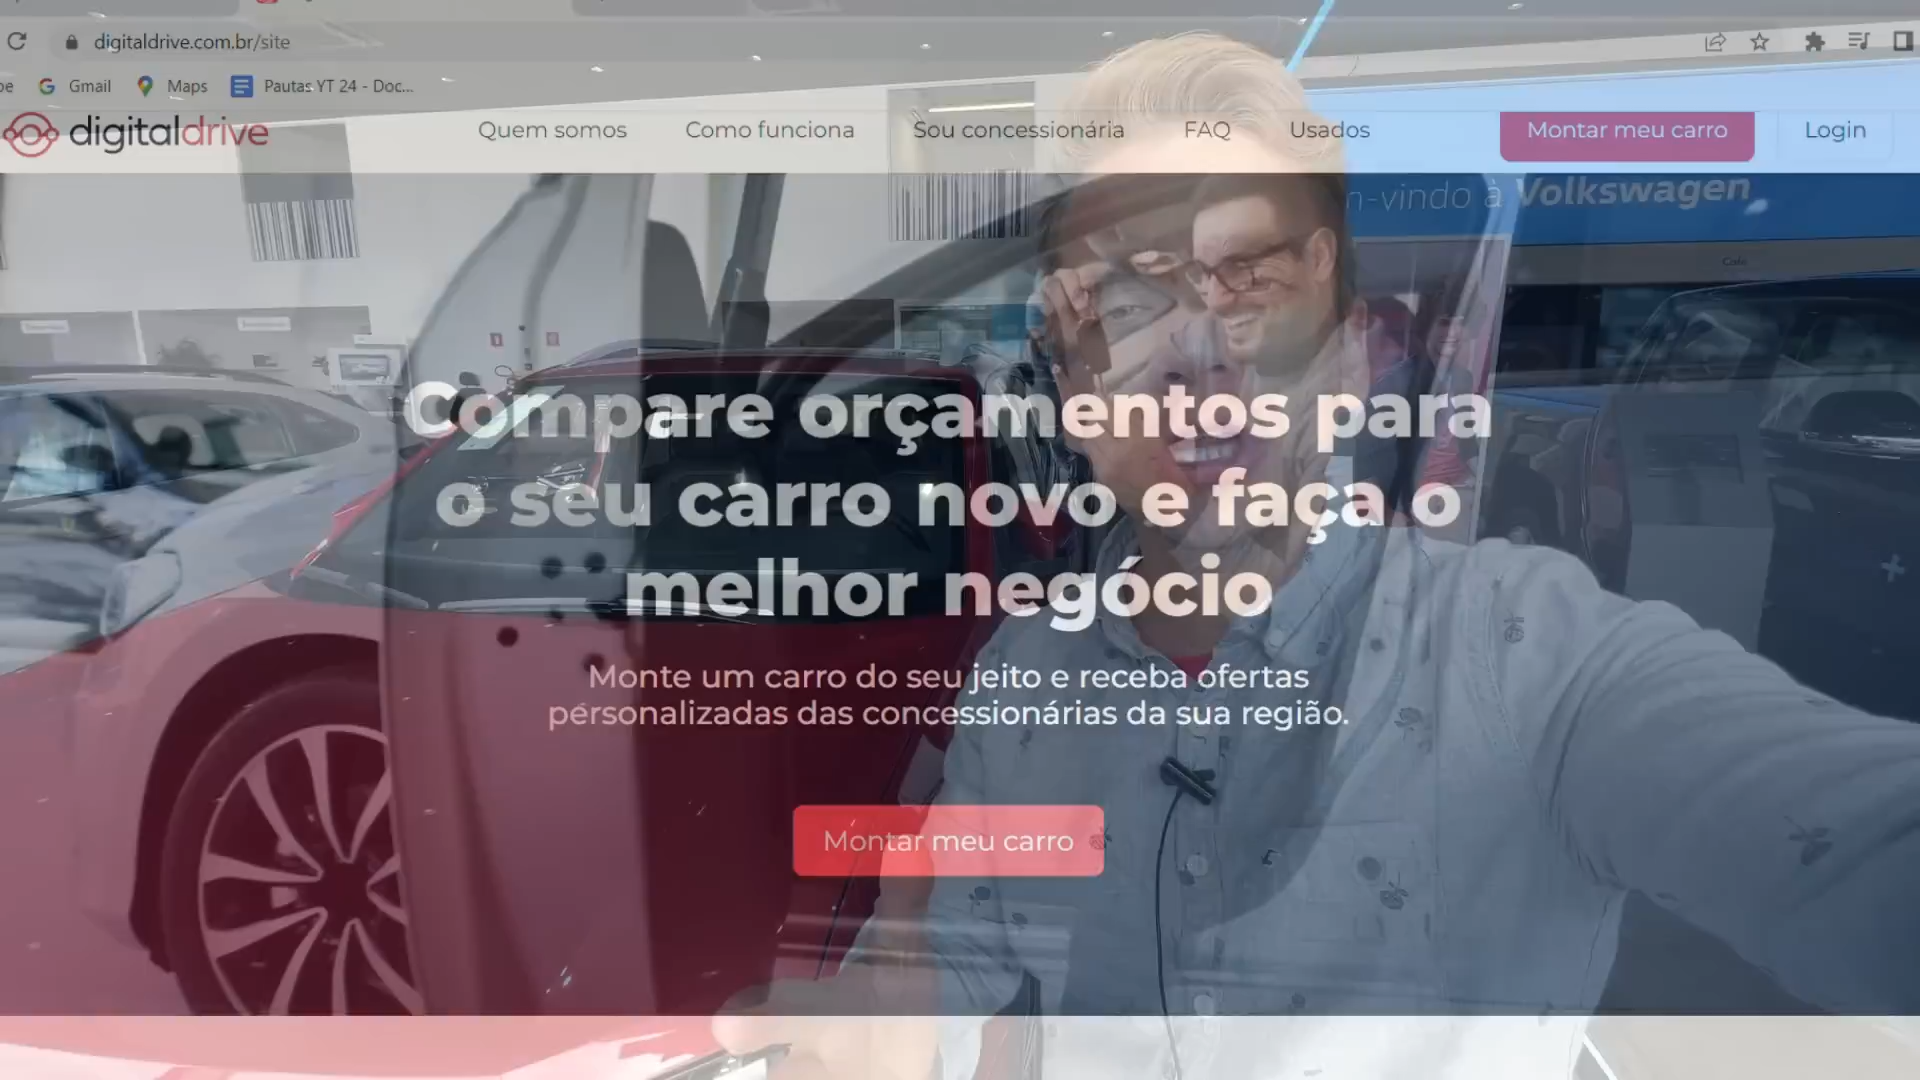 digitaldrive.com.br/site
Gmail Maps Pautas YT 24 - Doc...
digitaldrive Quem somos Como funciona Sou concessionária FAQ Usados Montar meu carro Login
n-vindo à Volkswagen
Café
Compare orçamentos para
o seu carro novo e faça o
melhor negócio
Monte um carro do seu jeito e receba ofertas
personalizadas das concessionárias da sua região.
Montar meu carro